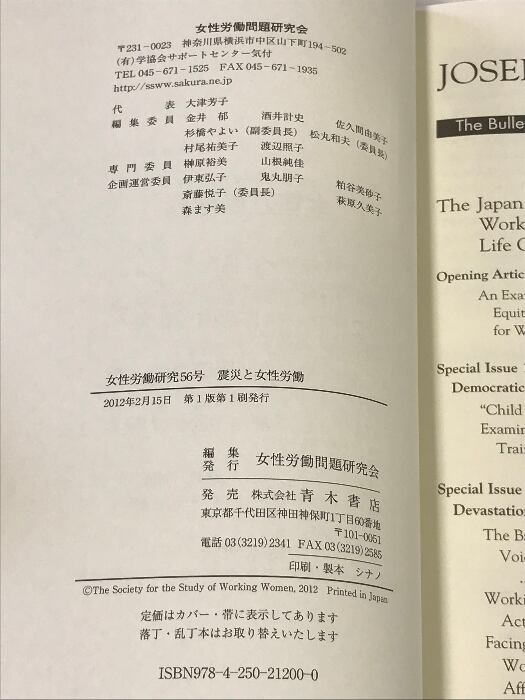 女性労働問題研究会
〒231-0023 神奈川県横浜市中区山下町194-502
(有)学協会サポートセンター気付
TEL 045-671-1525 FAX 045-671-1935
http://ssww.sakura.ne.jp
代表 大津芳子
編集委員 金井 郁 酒井計史 佐久間由美子
杉橋やよい(副委員長) 松丸和夫(委員長)
村尾祐美子 渡辺照子
専門委員 榊原裕美 山根純佳
企画運営委員 伊東弘子 鬼丸朋子 粕谷美砂子
斎藤悦子(委員長) 萩原久美子
森ます美
女性労働研究56号 震災と女性労働
2012年2月15日 第1版第1刷発行
編集
発行 女性労働問題研究会
発売 株式会社 青木書店
東京都千代田区神田神保町1丁目60番地
〒101-0051
電話 03(3219)2341 FAX 03(3219)2585
印刷・製本 シナノ
©The Society for the Study of Working Women, 2012 Printed in Japan
定価はカバー・帯に表示してあります
落丁・乱丁本はお取り替えいたします
ISBN978-4-250-21200-0
The Bulle
The Japan
Work
Life C
Opening Artic
An Exa
Equit
for W
Special Issue
Democratic
"Child
Examin
Trai
Special Issue
Devastation
The Ba
Voi
Worki
Act
Facing
Wo
Aff